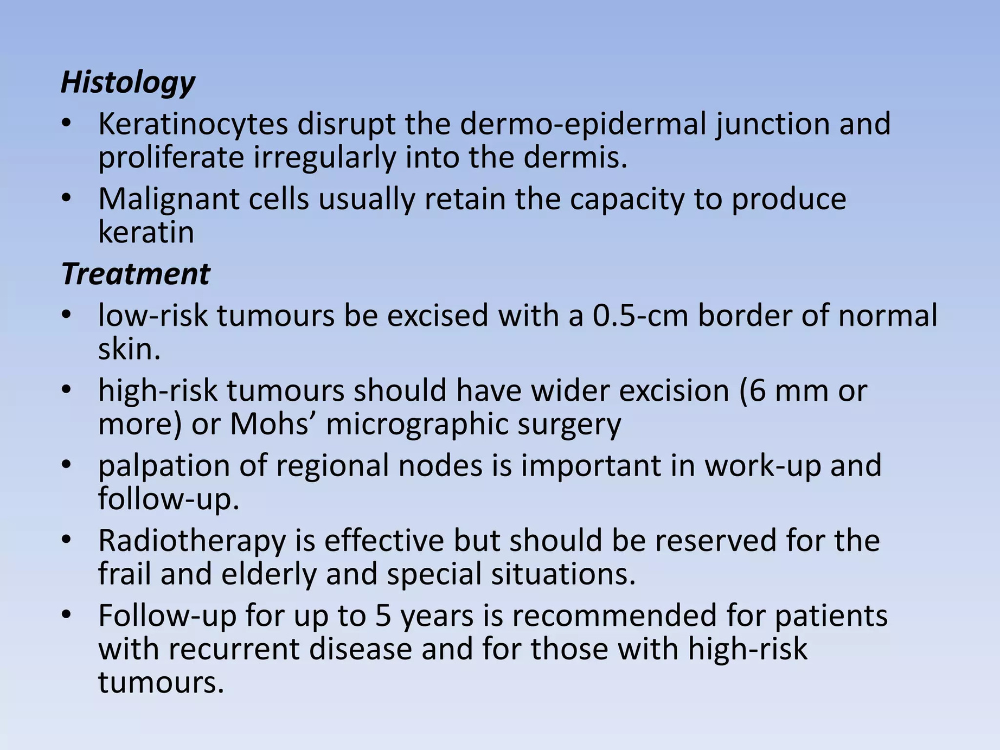 Histology
• Keratinocytes disrupt the dermo-epidermal junction and
proliferate irregularly into the dermis.
• Malignant cells usually retain the capacity to produce
keratin
Treatment
• low-risk tumours be excised with a 0.5-cm border of normal
skin.
• high-risk tumours should have wider excision (6 mm or
more) or Mohs’ micrographic surgery
• palpation of regional nodes is important in work-up and
follow-up.
• Radiotherapy is effective but should be reserved for the
frail and elderly and special situations.
• Follow-up for up to 5 years is recommended for patients
with recurrent disease and for those with high-risk
tumours.